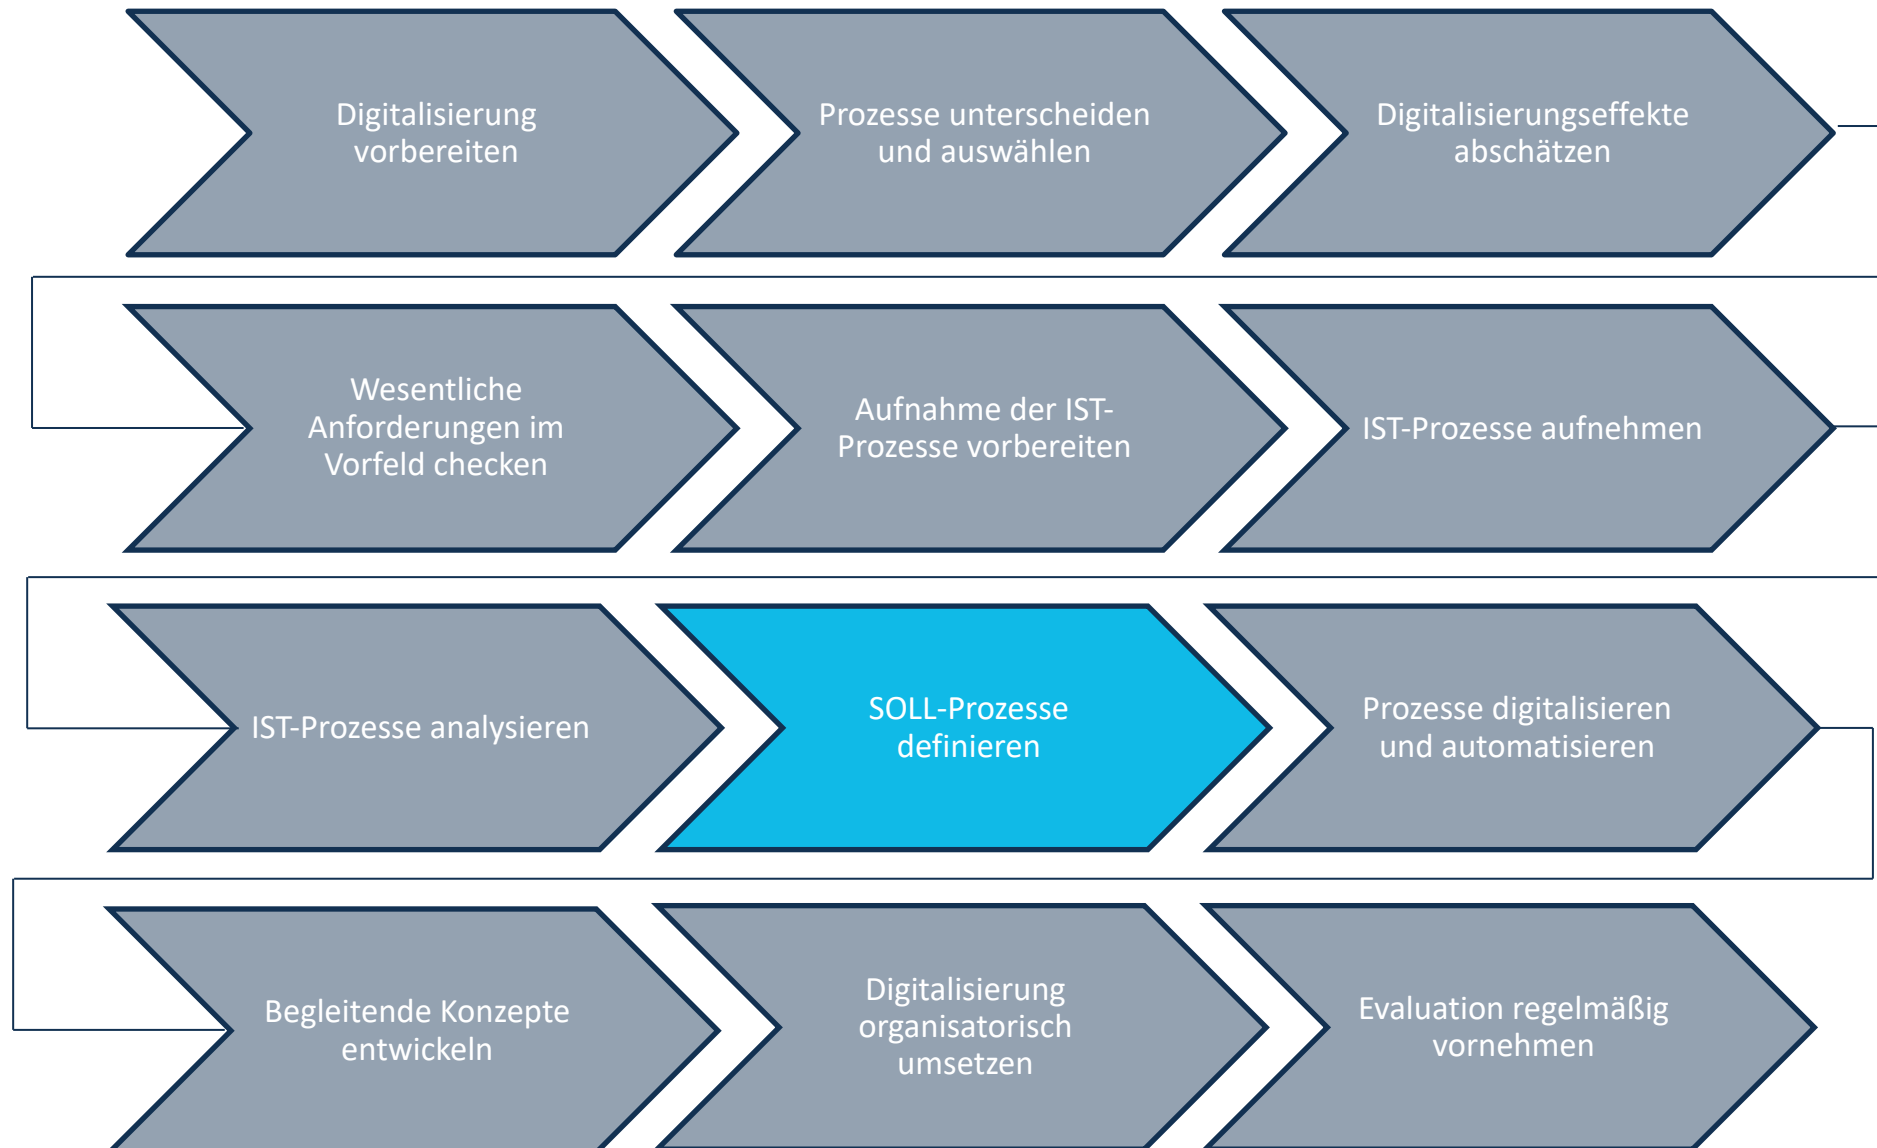 Digitalisierung
vorbereiten
Prozesse unterscheiden
und auswählen
Digitalisierungseffekte
abschätzen
Wesentliche
Anforderungen im
Vorfeld checken
Aufnahme der IST-
Prozesse vorbereiten
IST-Prozesse aufnehmen
IST-Prozesse analysieren
SOLL-Prozesse
definieren
Prozesse digitalisieren
und automatisieren
Begleitende Konzepte
entwickeln
Digitalisierung
organisatorisch
umsetzen
Evaluation regelmäßig
vornehmen